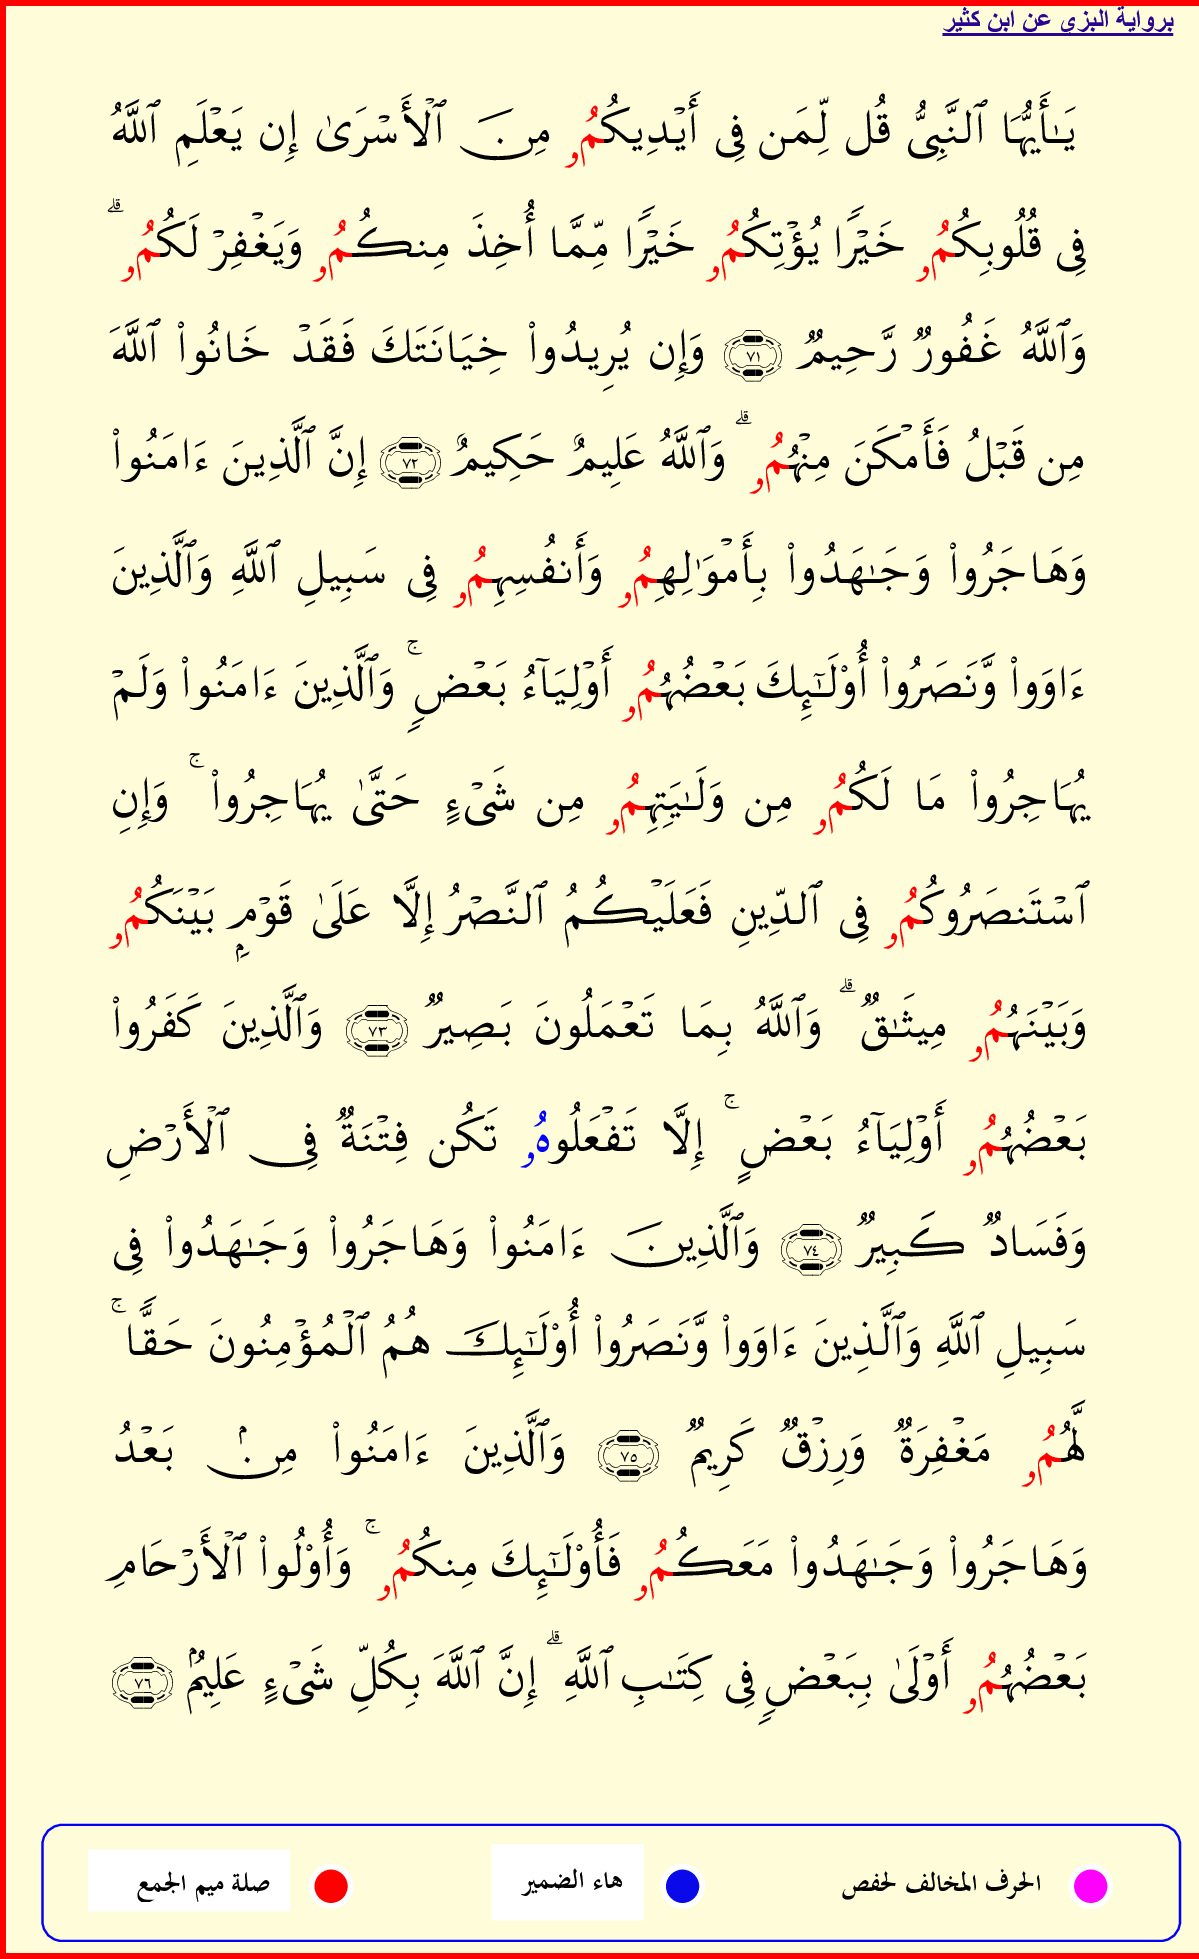 برواية البزى عن ابن كثير
يَـٰٓأَيُّهَا ٱلنَّبِىُّ قُل لِّمَن فِى أَيْدِيكُمُۥ مِنَ ٱلْأَسْرَىٰ إِن يَعْلَمِ ٱللَّهُ
فِى قُلُوبِكُمُۥ خَيْرًا يُؤْتِكُمُۥ خَيْرًا مِّمَّا أُخِذَ مِنكُمُۥ وَيَغْفِرْ لَكُمُۥ ۗ
وَٱللَّهُ غَفُورٌ رَّحِيمٌ ٧١ وَإِن يُرِيدُوا۟ خِيَانَتَكَ فَقَدْ خَانُوا۟ ٱللَّهَ
مِن قَبْلُ فَأَمْكَنَ مِنْهُمُۥ ۗ وَٱللَّهُ عَلِيمٌ حَكِيمٌ ٧٢ إِنَّ ٱلَّذِينَ ءَامَنُوا۟
وَهَاجَرُوا۟ وَجَـٰهَدُوا۟ بِأَمْوَٰلِهِمُۥ وَأَنفُسِهِمُۥ فِى سَبِيلِ ٱللَّهِ وَٱلَّذِينَ
ءَاوَوا۟ وَّنَصَرُوا۟ أُو۟لَـٰٓئِكَ بَعْضُهُمُۥ أَوْلِيَآءُ بَعْضٍ ۚ وَٱلَّذِينَ ءَامَنُوا۟ وَلَمْ
يُهَاجِرُوا۟ مَا لَكُمُۥ مِن وَلَـٰيَتِهِمُۥ مِن شَىْءٍ حَتَّىٰ يُهَاجِرُوا۟ ۚ وَإِنِ
ٱسْتَنصَرُوكُمُۥ فِى ٱلدِّينِ فَعَلَيْكُمُ ٱلنَّصْرُ إِلَّا عَلَىٰ قَوْمٍۭ بَيْنَكُمُۥ
وَبَيْنَهُمُۥ مِيثَـٰقٌ ۗ وَٱللَّهُ بِمَا تَعْمَلُونَ بَصِيرٌ ٧٣ وَٱلَّذِينَ كَفَرُوا۟
بَعْضُهُمُۥ أَوْلِيَآءُ بَعْضٍ ۚ إِلَّا تَفْعَلُوهُۥ تَكُن فِتْنَةٌ فِى ٱلْأَرْضِ
وَفَسَادٌ كَبِيرٌ ٧٤ وَٱلَّذِينَ ءَامَنُوا۟ وَهَاجَرُوا۟ وَجَـٰهَدُوا۟ فِى
سَبِيلِ ٱللَّهِ وَٱلَّذِينَ ءَاوَوا۟ وَّنَصَرُوا۟ أُو۟لَـٰٓئِكَ هُمُ ٱلْمُؤْمِنُونَ حَقًّا ۚ
لَّهُمُۥ مَغْفِرَةٌ وَرِزْقٌ كَرِيمٌ ٧٥ وَٱلَّذِينَ ءَامَنُوا۟ مِنۢ بَعْدُ
وَهَاجَرُوا۟ وَجَـٰهَدُوا۟ مَعَكُمُۥ فَأُو۟لَـٰٓئِكَ مِنكُمُۥ ۚ وَأُو۟لُوا۟ ٱلْأَرْحَامِ
بَعْضُهُمُۥ أَوْلَىٰ بِبَعْضٍ فِى كِتَـٰبِ ٱللَّهِ ۗ إِنَّ ٱللَّهَ بِكُلِّ شَىْءٍ عَلِيمٌۢ ٧٦
الحرف المخالف لحفص هاء الضمير صلة ميم الجمع